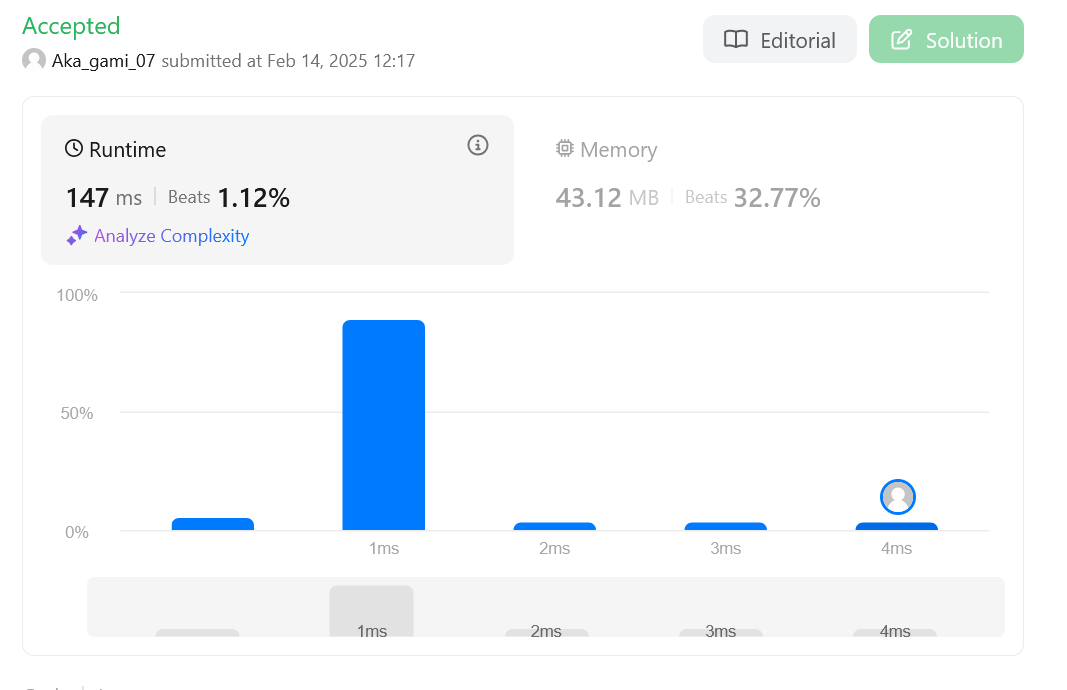 Accepted
Editorial
Solution
Aka_gami_07 submitted at Feb 14, 2025 12:17
Runtime
Memory
147 ms | Beats 1.12%
43.12 MB | Beats 32.77%
Analyze Complexity
100%
50%
0%
1ms 2ms 3ms 4ms
1ms 2ms 3ms 4ms